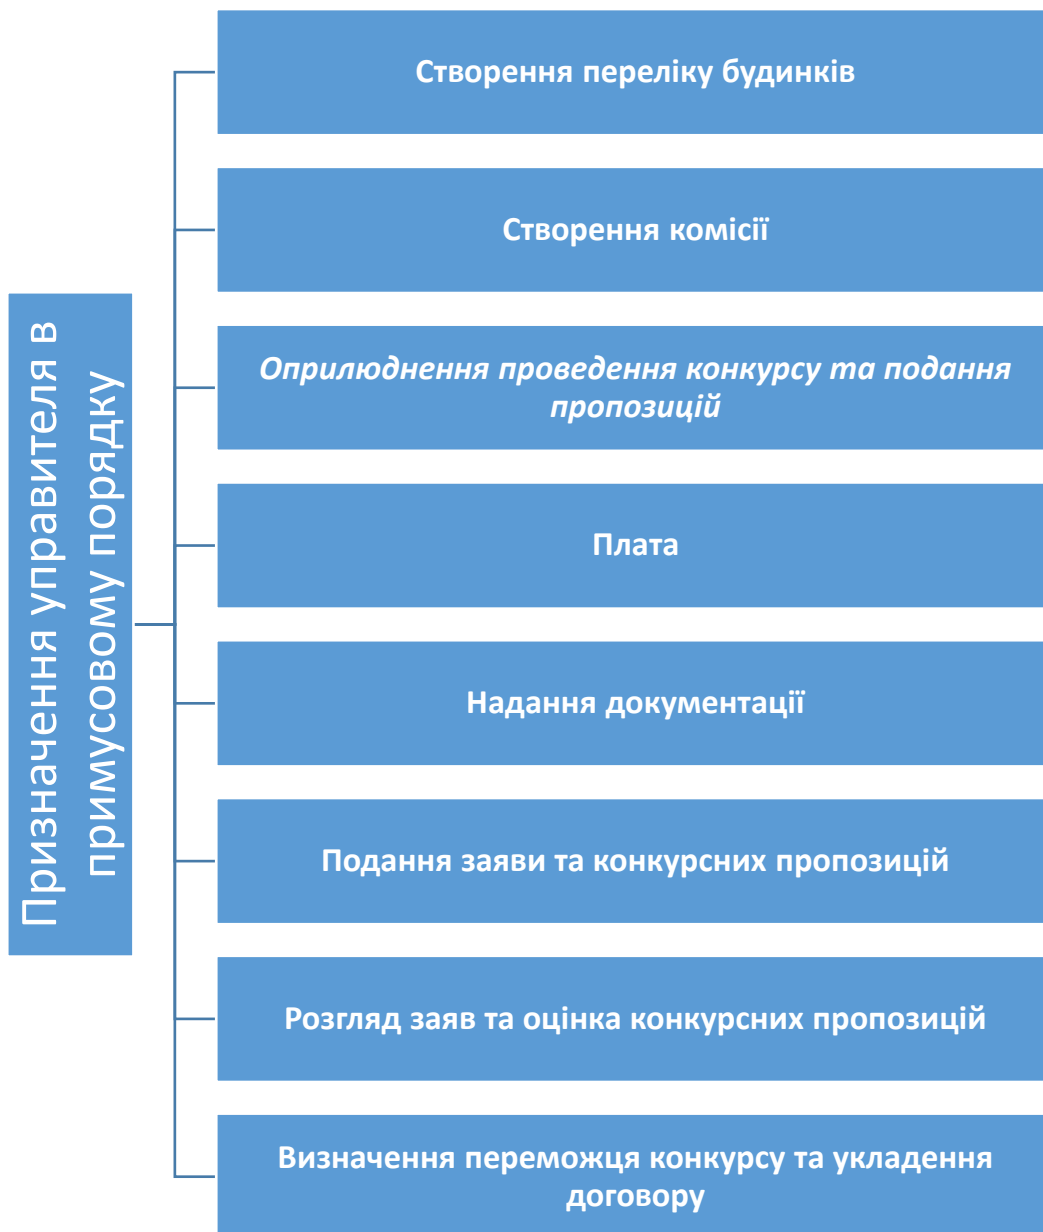 Призначення управителя в
примусовому порядку
Створення переліку будинків
Створення комісії
Оприлюднення проведення конкурсу та подання
пропозицій
Плата
Надання документації
Подання заяви та конкурсних пропозицій
Розгляд заяв та оцінка конкурсних пропозицій
Визначення переможця конкурсу та укладення
договору